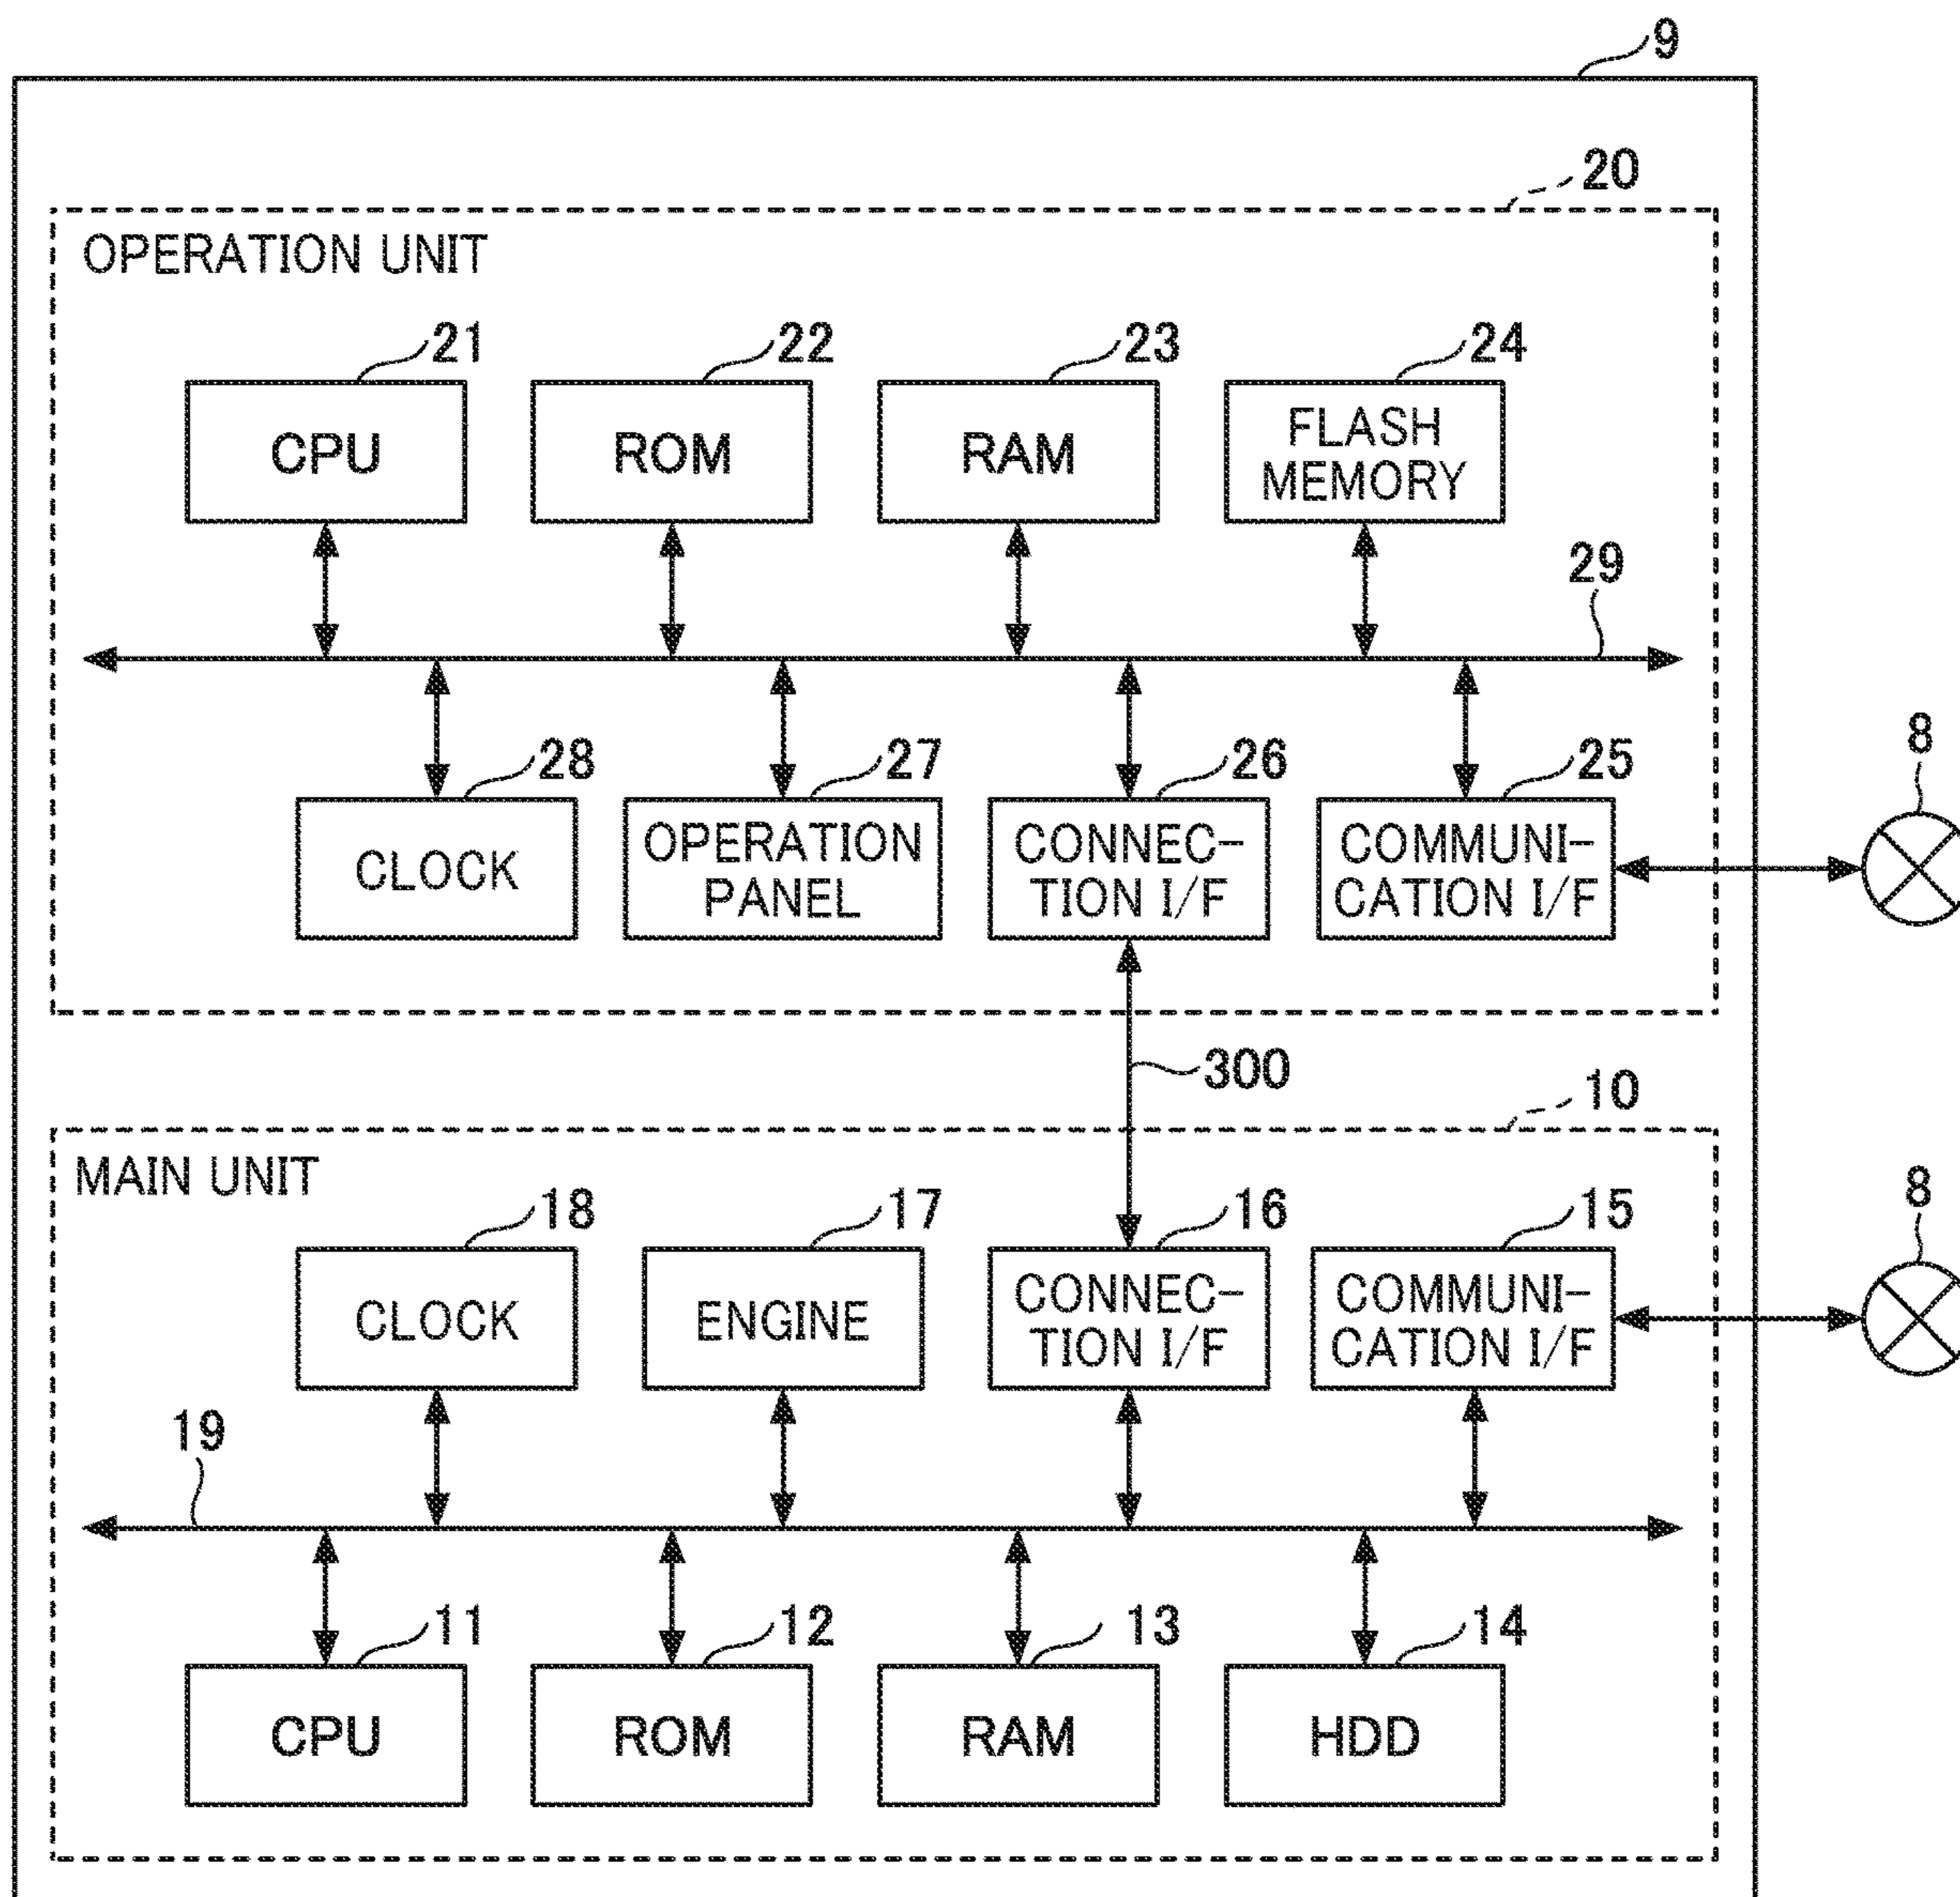 9
20
OPERATION UNIT
21
22
23
24
CPU
ROM
RAM
FLASH
MEMORY
29
28
27
26
25
8
CLOCK
OPERATION
PANEL
CONNEC-
TION I/F
COMMUNI-
CATION I/F
300
10
MAIN UNIT
18
17
16
15
8
CLOCK
ENGINE
CONNEC-
TION I/F
COMMUNI-
CATION I/F
19
11
12
13
14
CPU
ROM
RAM
HDD